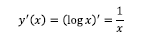 y′(x) = (log x)′ = 1/x